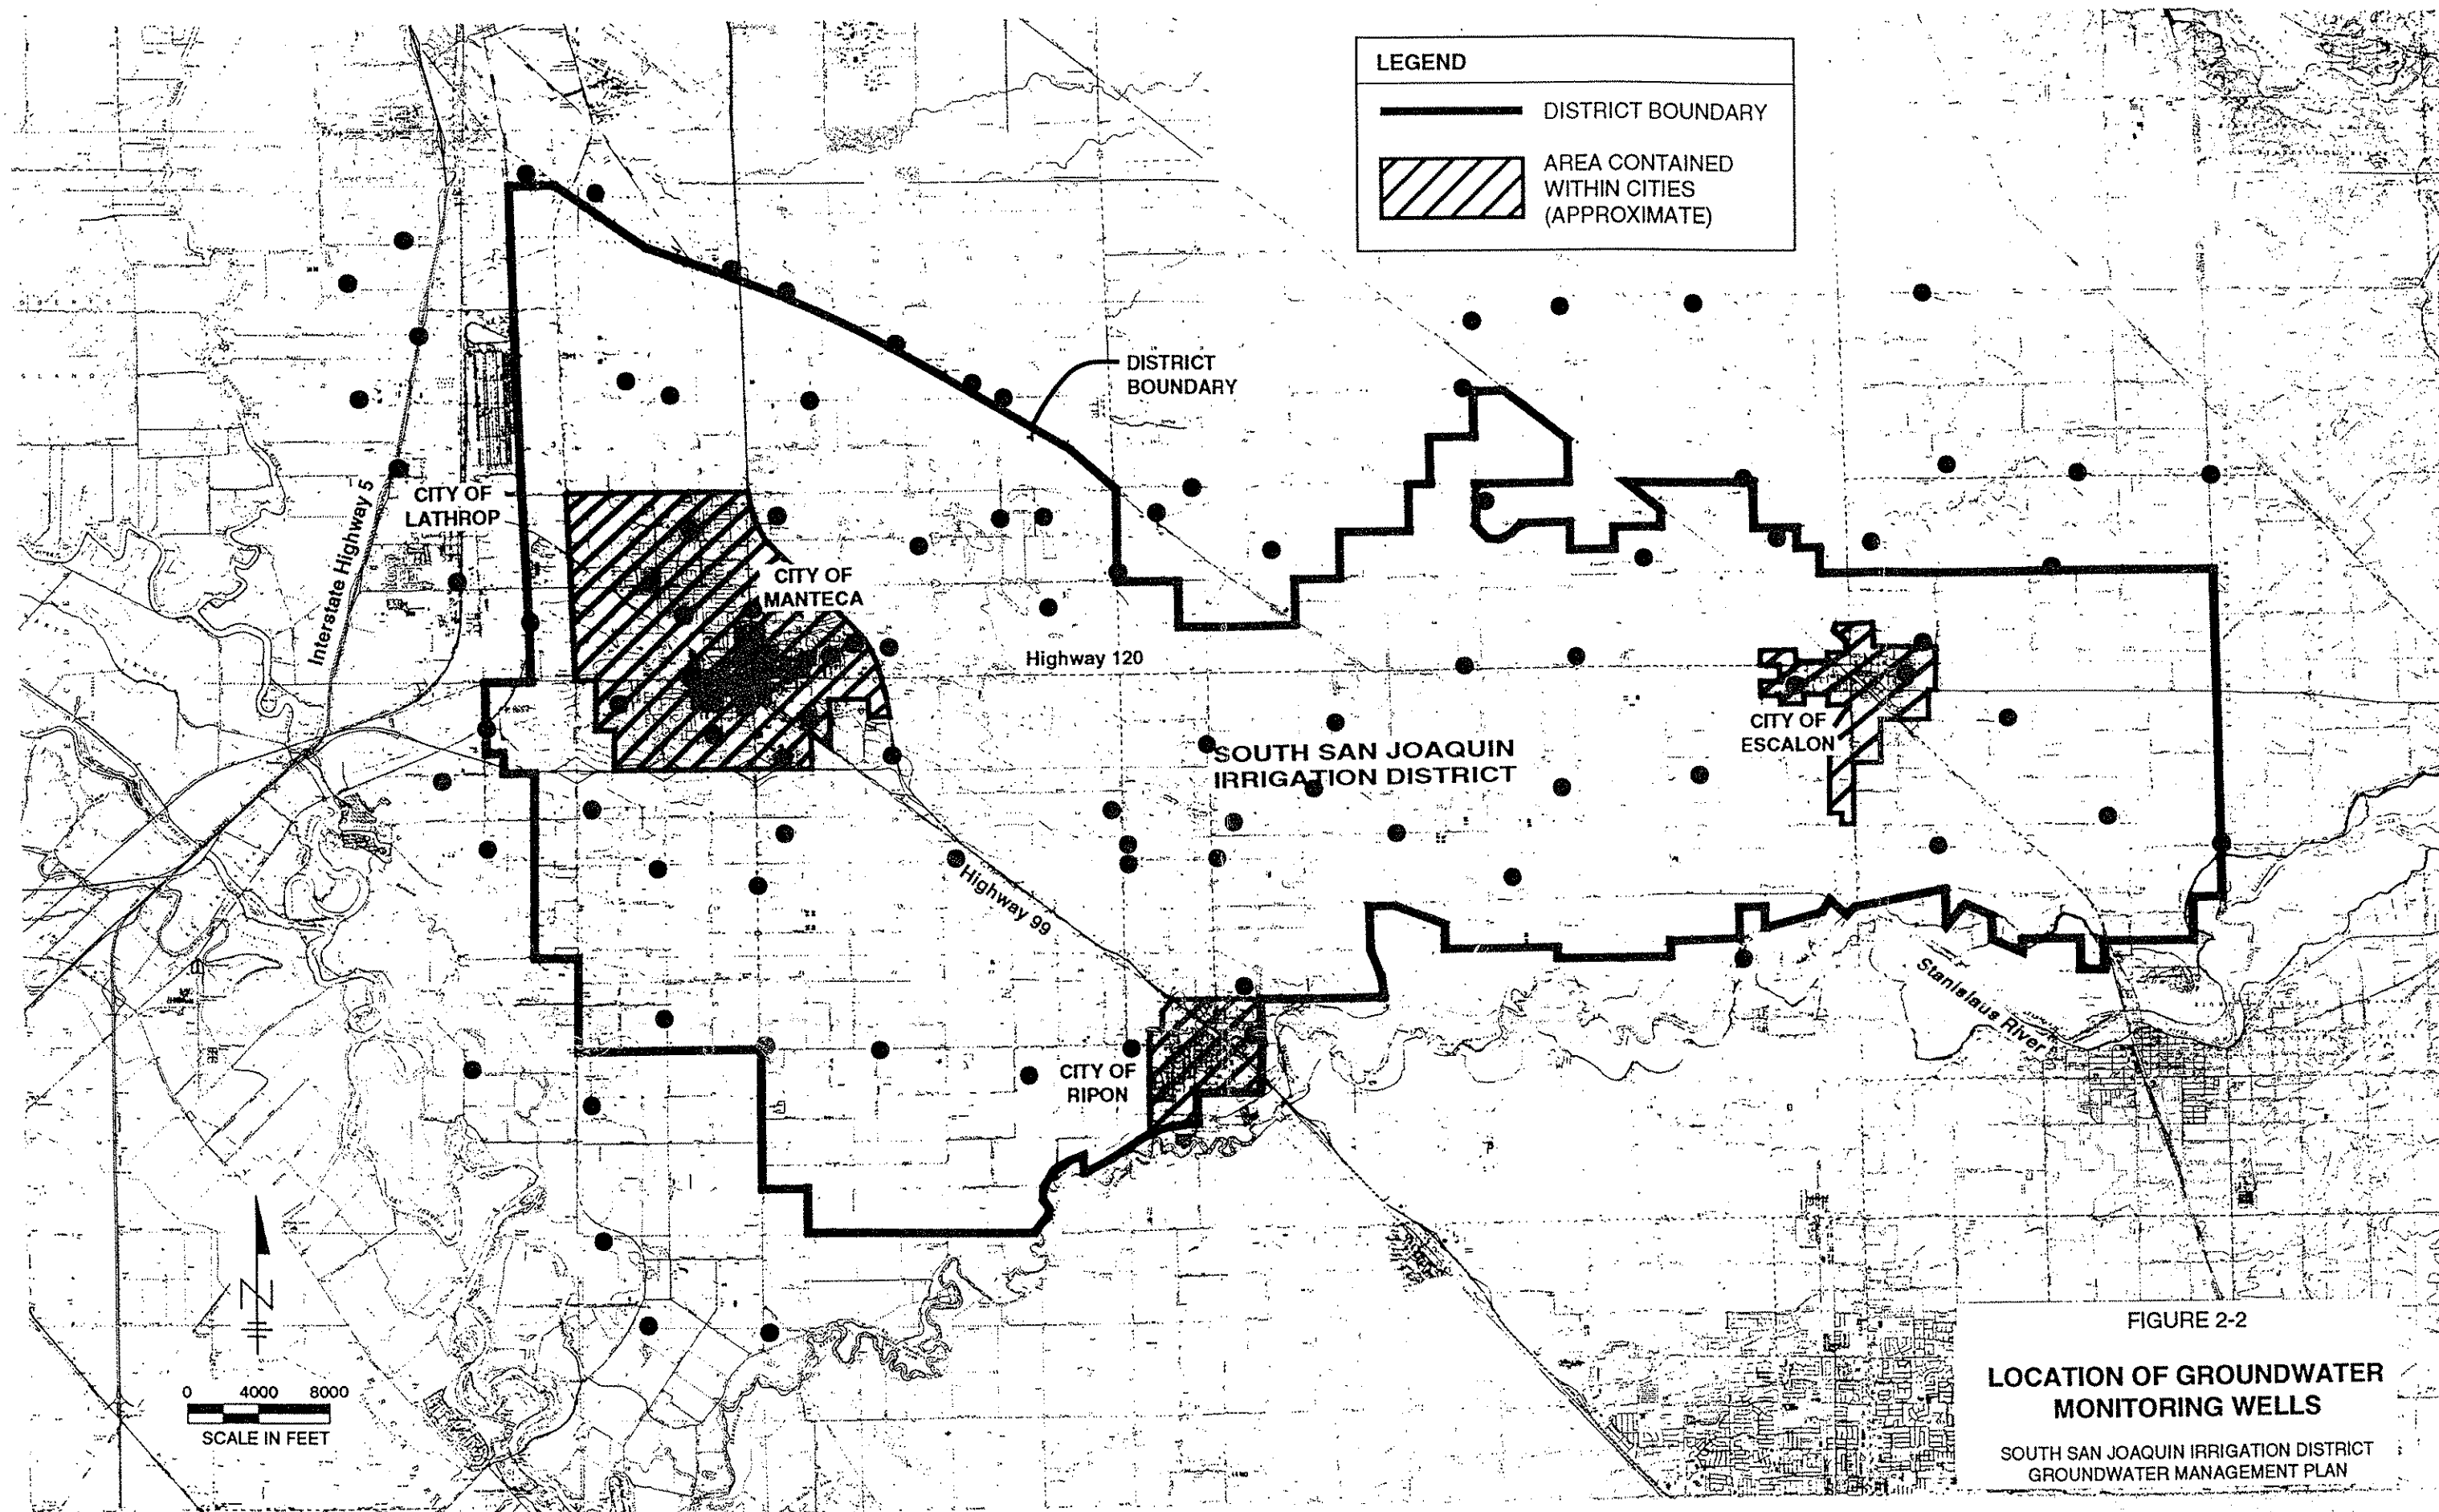 LEGEND
DISTRICT BOUNDARY
AREA CONTAINED
WITHIN CITIES
(APPROXIMATE)
DISTRICT
BOUNDARY
CITY OF
LATHROP
Interstate Highway 5
CITY OF
MANTECA
Highway 120
SOUTH SAN JOAQUIN
IRRIGATION DISTRICT
CITY OF
ESCALON
Highway 99
Stanislaus River
CITY OF
RIPON
0 4000 8000
SCALE IN FEET
FIGURE 2-2
LOCATION OF GROUNDWATER
MONITORING WELLS
SOUTH SAN JOAQUIN IRRIGATION DISTRICT
GROUNDWATER MANAGEMENT PLAN